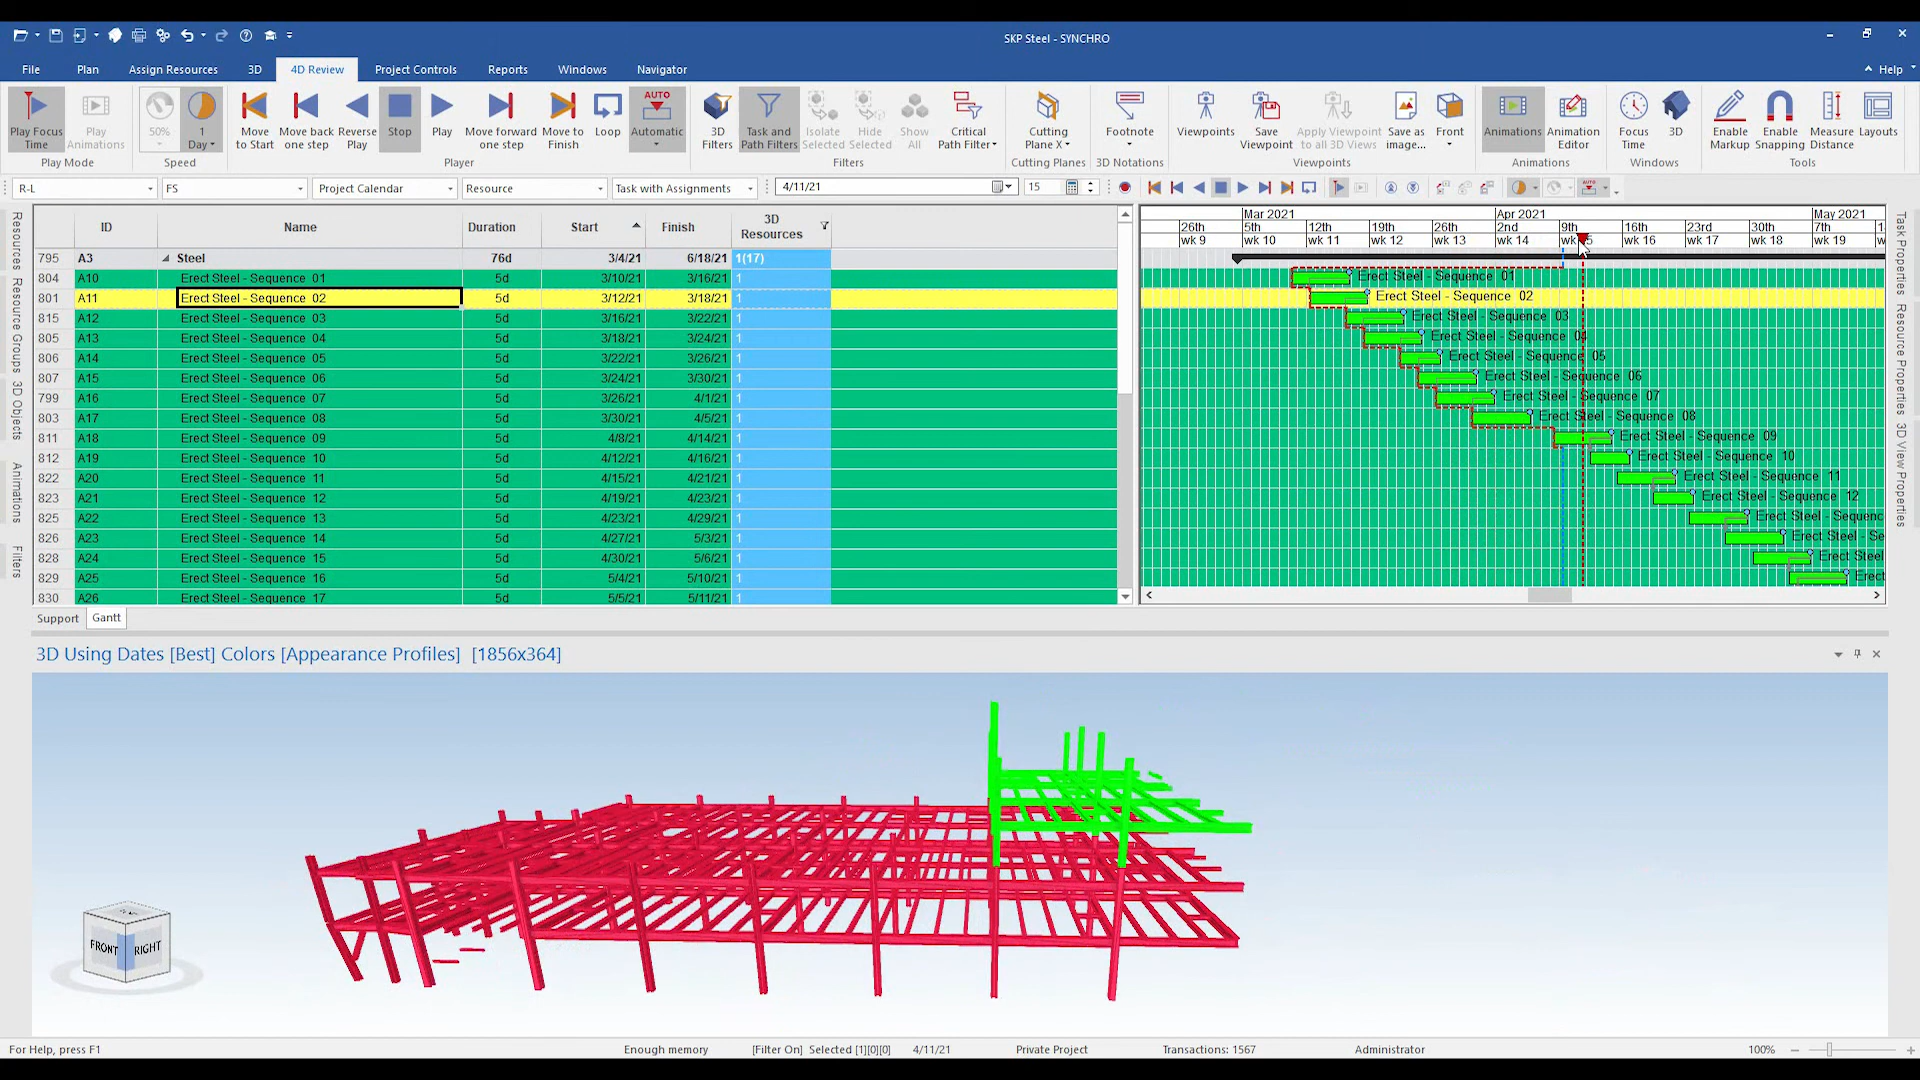 SKP Steel - SYNCHRO
File Plan Assign Resources 3D 4D Review Project Controls Reports Windows Navigator Help
Play Focus Time Play Animations 50% 1 Day Move to Start Move back one step Reverse Play Stop Play Move forward one step Move to Finish Loop AUTO Automatic 3D Filters Task and Path Filters Isolate Selected Hide Selected Show All Critical Path Filter Cutting Plane X Footnote Viewpoints Save Viewpoint Apply Viewpoint to all 3D Views Save as image... Front Animations Animation Editor Focus Time 3D Enable Markup Enable Snapping Measure Distance Layouts
Play Mode Speed Player Filters Cutting Planes 3D Notations Viewpoints Animations Windows Tools
R-L FS Project Calendar Resource Task with Assignments 4/11/21 15
ID Name Duration Start Finish 3D Resources
795 A3 Steel 76d 3/4/21 6/18/21 1(17)
804 A10 Erect Steel - Sequence 01 5d 3/10/21 3/16/21 1
801 A11 Erect Steel - Sequence 02 5d 3/12/21 3/18/21 1
815 A12 Erect Steel - Sequence 03 5d 3/16/21 3/22/21 1
805 A13 Erect Steel - Sequence 04 5d 3/18/21 3/24/21 1
806 A14 Erect Steel - Sequence 05 5d 3/22/21 3/26/21 1
807 A15 Erect Steel - Sequence 06 5d 3/24/21 3/30/21 1
799 A16 Erect Steel - Sequence 07 5d 3/26/21 4/1/21 1
803 A17 Erect Steel - Sequence 08 5d 3/30/21 4/5/21 1
811 A18 Erect Steel - Sequence 09 5d 4/8/21 4/14/21 1
812 A19 Erect Steel - Sequence 10 5d 4/12/21 4/16/21 1
822 A20 Erect Steel - Sequence 11 5d 4/15/21 4/21/21 1
823 A21 Erect Steel - Sequence 12 5d 4/19/21 4/23/21 1
825 A22 Erect Steel - Sequence 13 5d 4/23/21 4/29/21 1
826 A23 Erect Steel - Sequence 14 5d 4/27/21 5/3/21 1
828 A24 Erect Steel - Sequence 15 5d 4/30/21 5/6/21 1
829 A25 Erect Steel - Sequence 16 5d 5/4/21 5/10/21 1
830 A26 Erect Steel - Sequence 17 5d 5/5/21 5/11/21 1
Mar 2021 Apr 2021 May 2021
26th 5th 12th 19th 26th 2nd 9th 16th 23rd 30th 7th
wk 9 wk 10 wk 11 wk 12 wk 13 wk 14 wk wk 16 wk 17 wk 18 wk 19
Erect Steel - Sequence 01
Erect Steel - Sequence 02
Erect Steel - Sequence 03
Erect Steel - Sequence 04
Erect Steel - Sequence 05
Erect Steel - Sequence 06
Erect Steel - Sequence 07
Erect Steel - Sequence 08
Erect Steel - Sequence 09
Erect Steel - Sequence 10
Erect Steel - Sequence 11
Erect Steel - Sequence 12
Erect Steel - Sequenc
Erect Steel - Se
Erect Steel
Erect
Resources
Resource Groups
3D Objects
Animations
Filters
Task Properties
Resource Properties
3D View Properties
Support Gantt
3D Using Dates [Best] Colors [Appearance Profiles] [1856x364]
FRONT RIGHT
For Help, press F1 Enough memory [Filter On] Selected [1][0][0] 4/11/21 Private Project Transactions: 1567 Administrator 100%